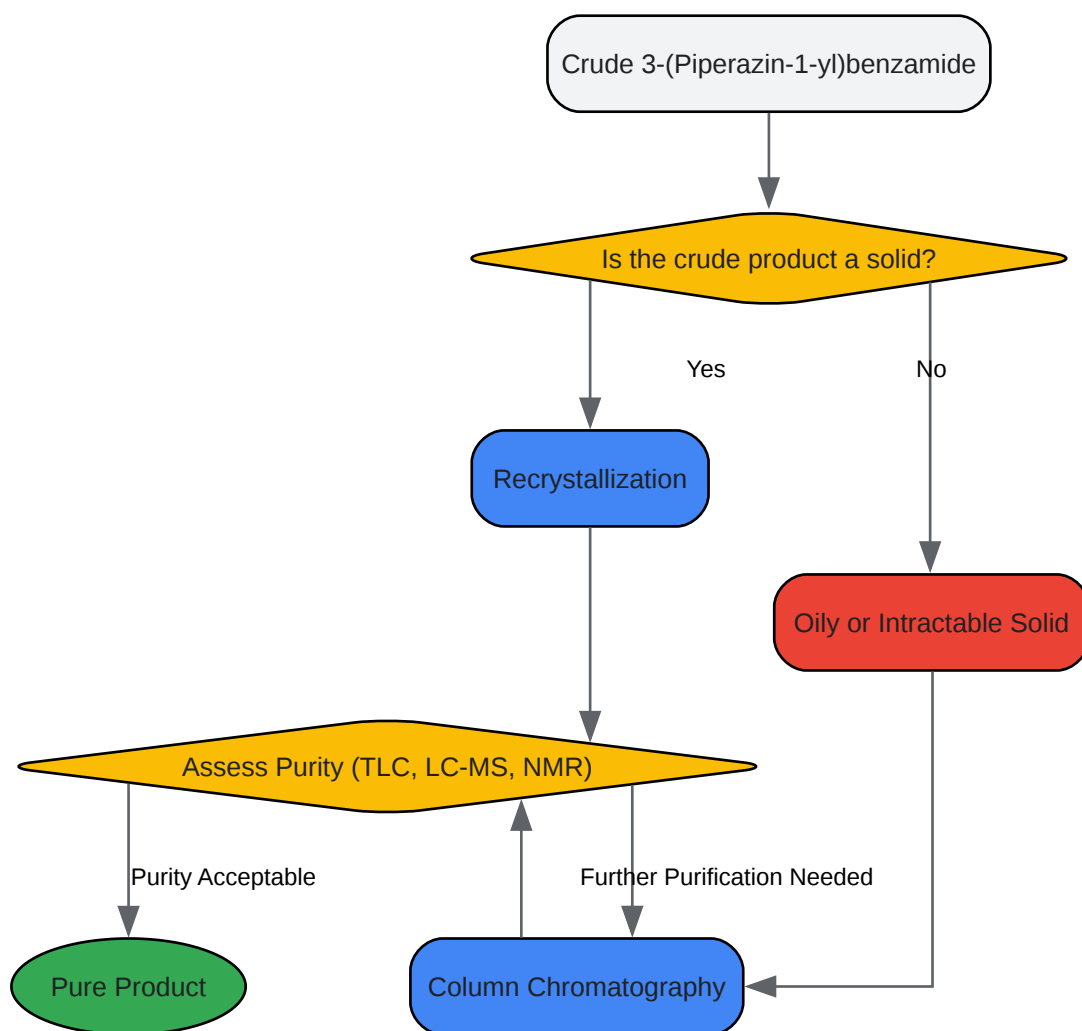 Crude 3-(Piperazin-1-yl)benzamide
Is the crude product a solid?
Yes
No
Recrystallization
Oily or Intractable Solid
Assess Purity (TLC, LC-MS, NMR)
Purity Acceptable
Further Purification Needed
Pure Product
Column Chromatography